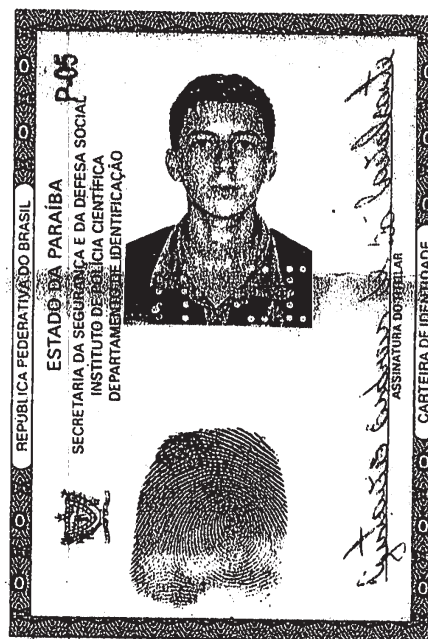 REPÚBLICA FEDERATIVA DO BRASIL
ESTADO DA PARAÍBA
P-05
SECRETARIA DA SEGURANÇA E DA DEFESA SOCIAL
INSTITUTO DE POLÍCIA CIENTÍFICA
DEPARTAMENTO DE IDENTIFICAÇÃO
ASSINATURA DO TITULAR
CARTEIRA DE IDENTIDADE